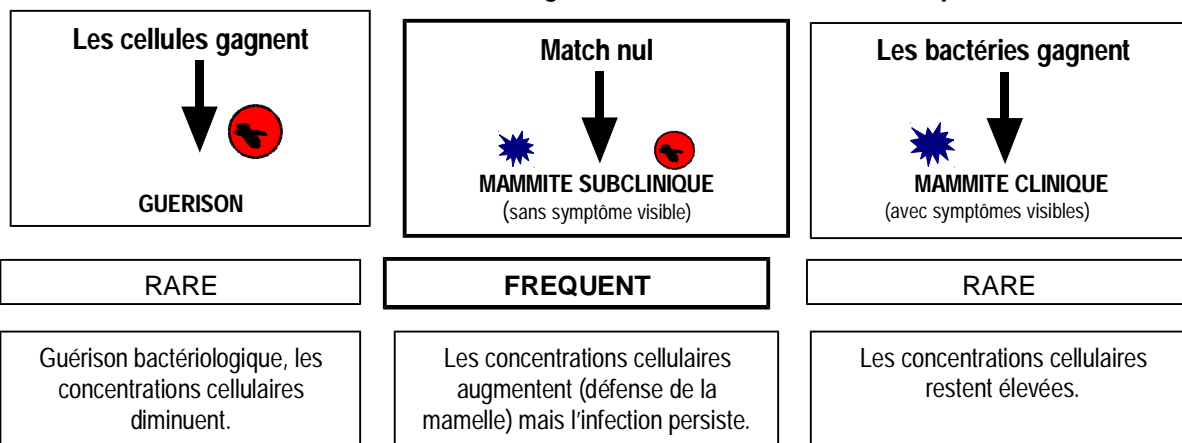 Les cellules gagnent
GUERISON
Match nul
MAMMITE SUBCLINIQUE
(sans symptôme visible)
Les bactéries gagnent
MAMMITE CLINIQUE
(avec symptômes visibles)
RARE
FREQUENT
RARE
Guérison bactériologique, les
concentrations cellulaires
diminuent.
Les concentrations cellulaires
augmentent (défense de la
mamelle) mais l'infection persiste.
Les concentrations cellulaires
restent élevées.